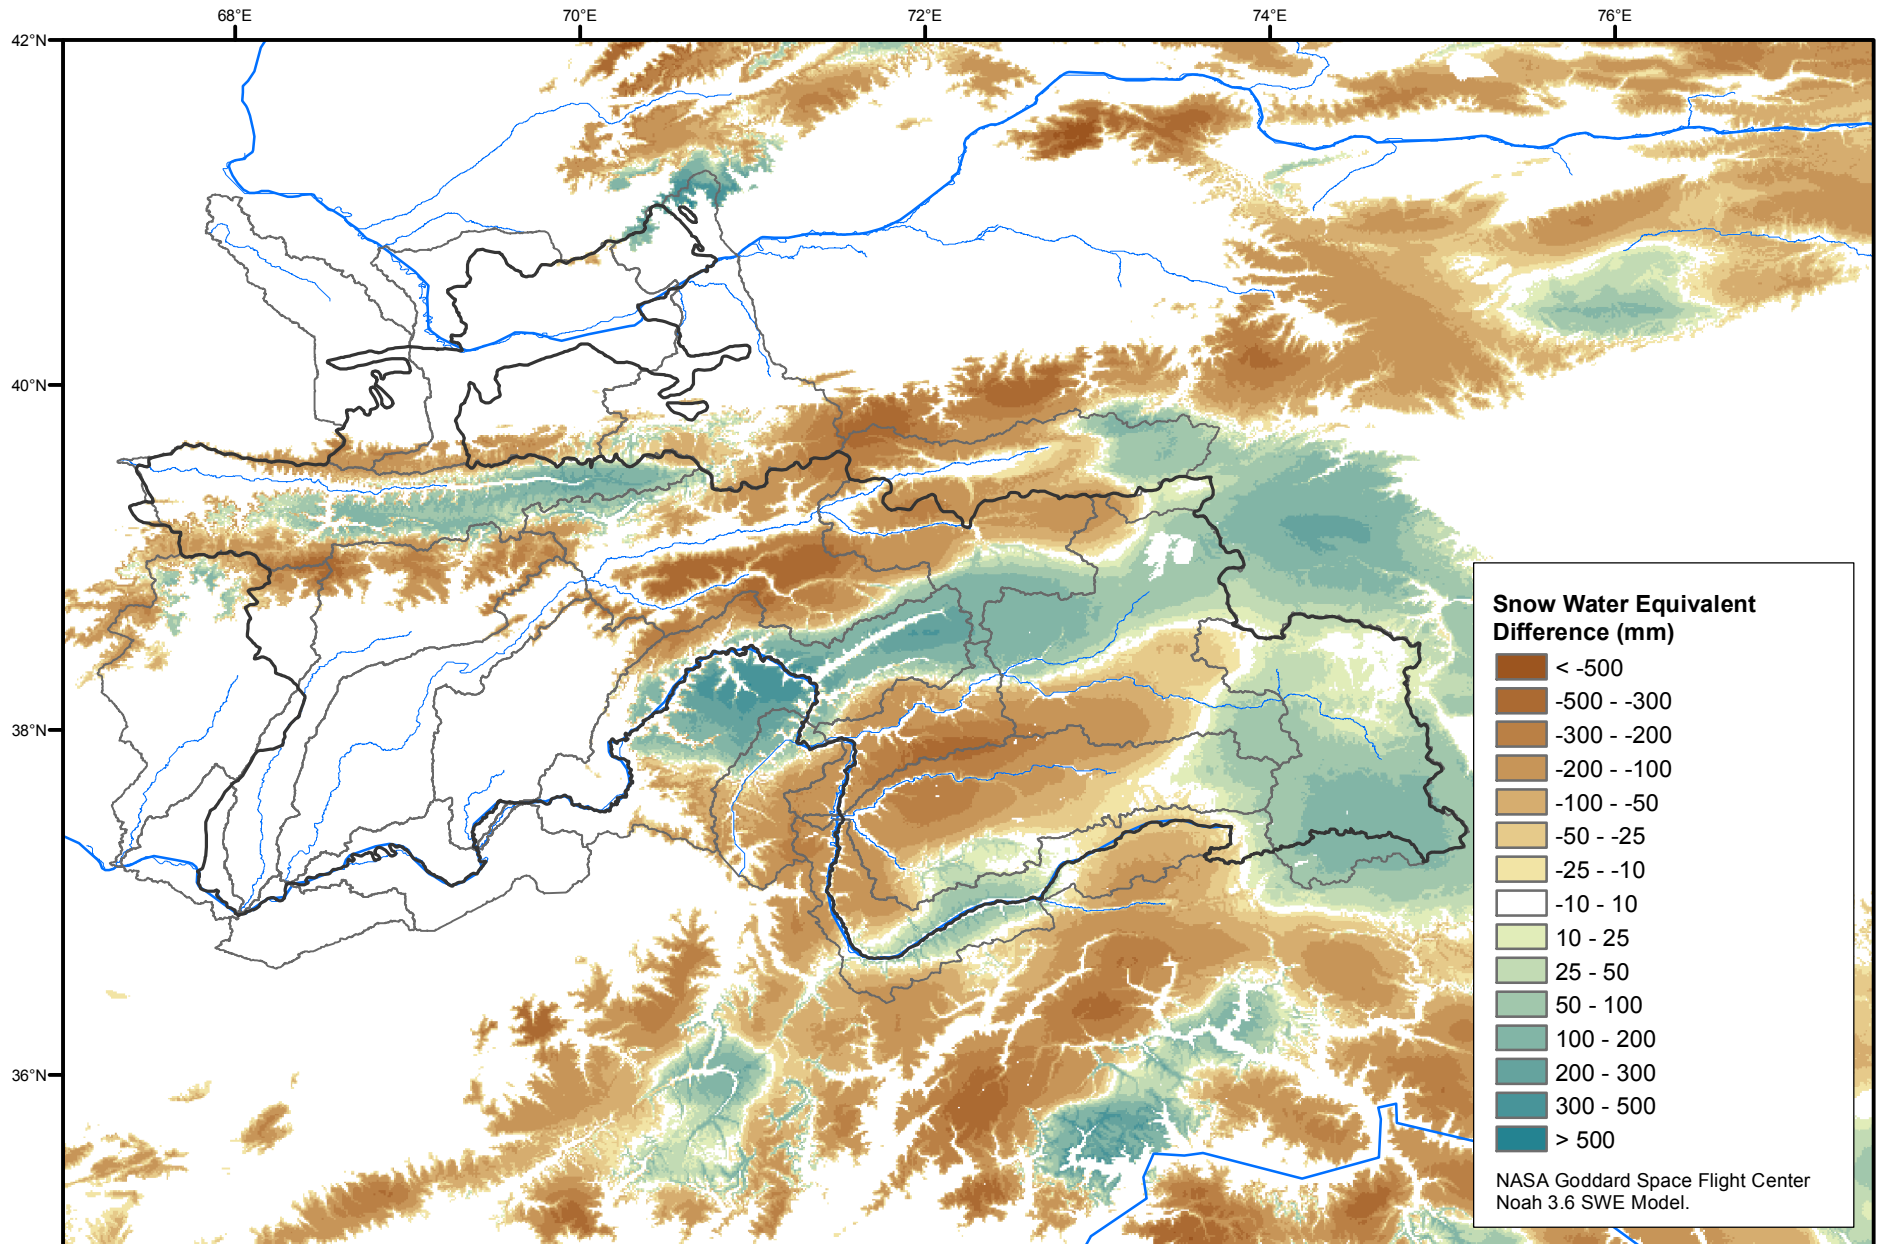 68°E
70°E
72°E
74°E
76°E
42°N
40°N
38°N
36°N
Snow Water Equivalent
Difference (mm)
< -500
-500 - -300
-300 - -200
-200 - -100
-100 - -50
-50 - -25
-25 - -10
-10 - 10
10 - 25
25 - 50
50 - 100
100 - 200
200 - 300
300 - 500
> 500
NASA Goddard Space Flight Center
Noah 3.6 SWE Model.